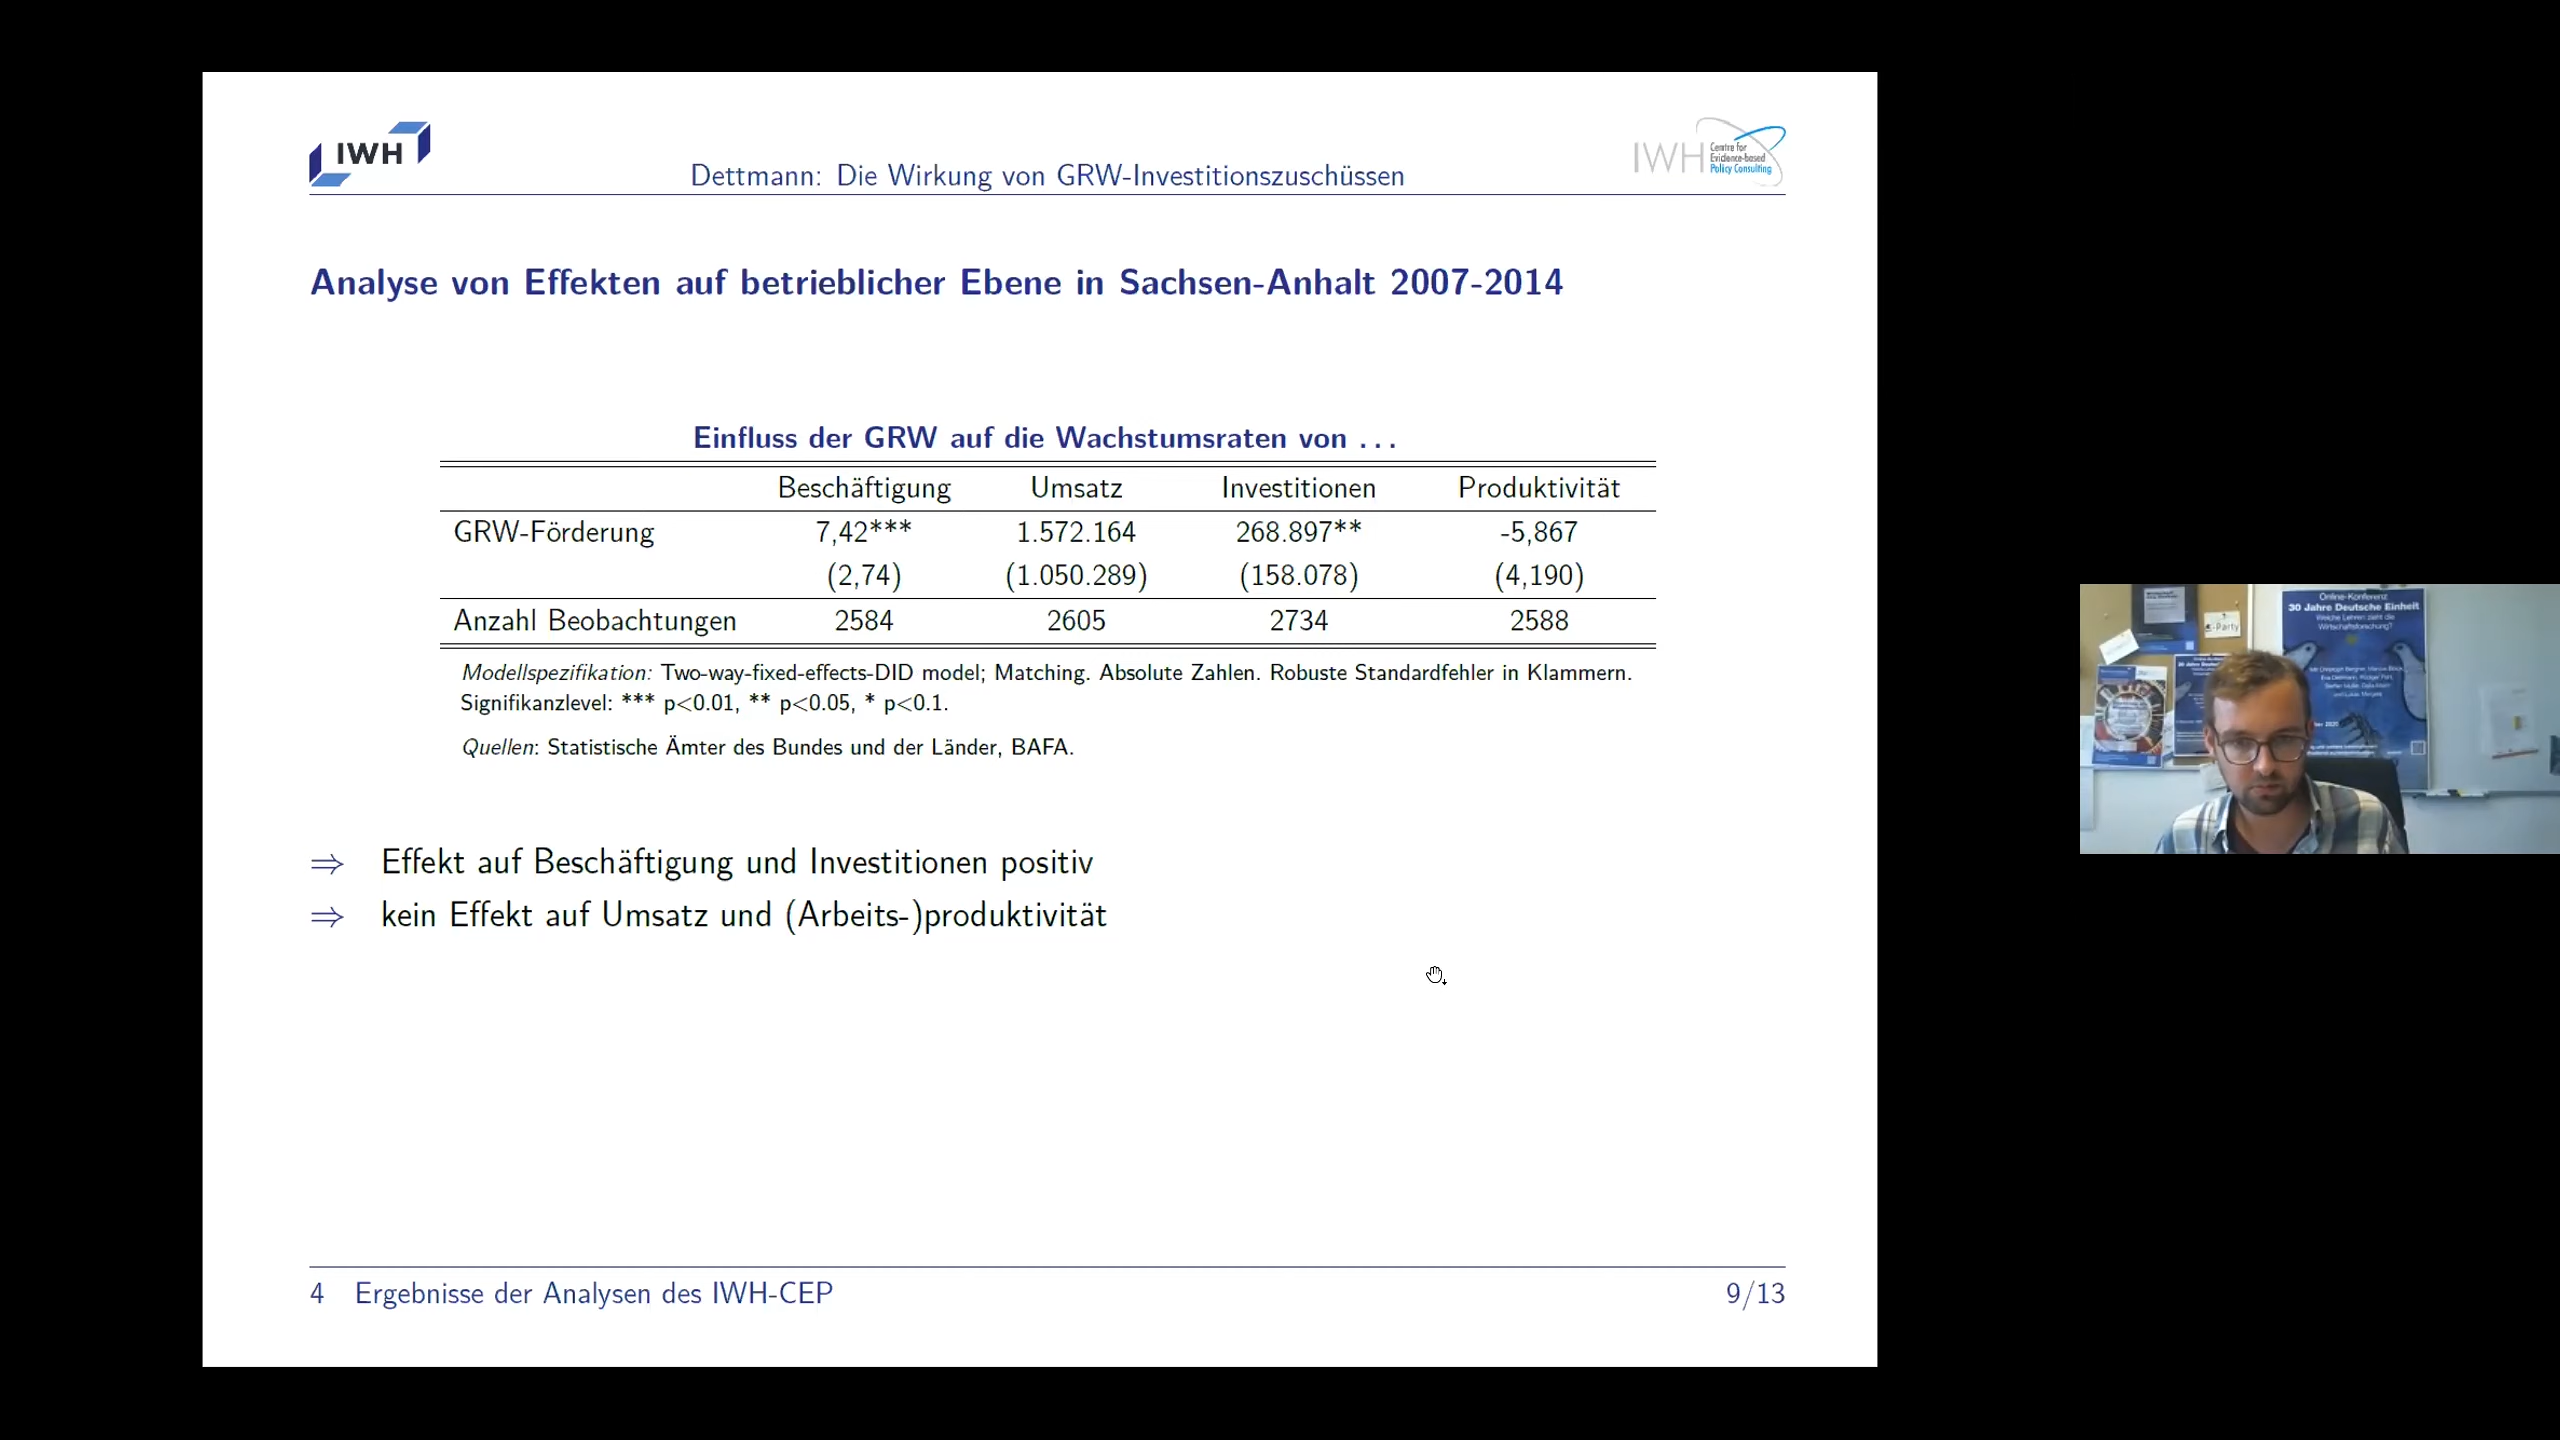 IWH
Dettmann: Die Wirkung von GRW-Investitionszuschüssen
IWH Centre for
Evidence-based
Policy Consulting
Analyse von Effekten auf betrieblicher Ebene in Sachsen-Anhalt 2007-2014
Einfluss der GRW auf die Wachstumsraten von ...
Beschäftigung Umsatz Investitionen Produktivität
GRW-Förderung 7,42*** 1.572.164 268.897** -5,867
(2,74) (1.050.289) (158.078) (4,190)
Anzahl Beobachtungen 2584 2605 2734 2588
Modellspezifikation: Two-way-fixed-effects-DID model; Matching. Absolute Zahlen. Robuste Standardfehler in Klammern.
Signifikanzlevel: *** p<0.01, ** p<0.05, * p<0.1.
Quellen: Statistische Ämter des Bundes und der Länder, BAFA.
⇒ Effekt auf Beschäftigung und Investitionen positiv
⇒ kein Effekt auf Umsatz und (Arbeits-)produktivität
4 Ergebnisse der Analysen des IWH-CEP 9/13
Online-Konferenz
30 Jahre Deutsche Einheit
Welche Lehren zieht die
Wirtschaftsforschung?
-Party